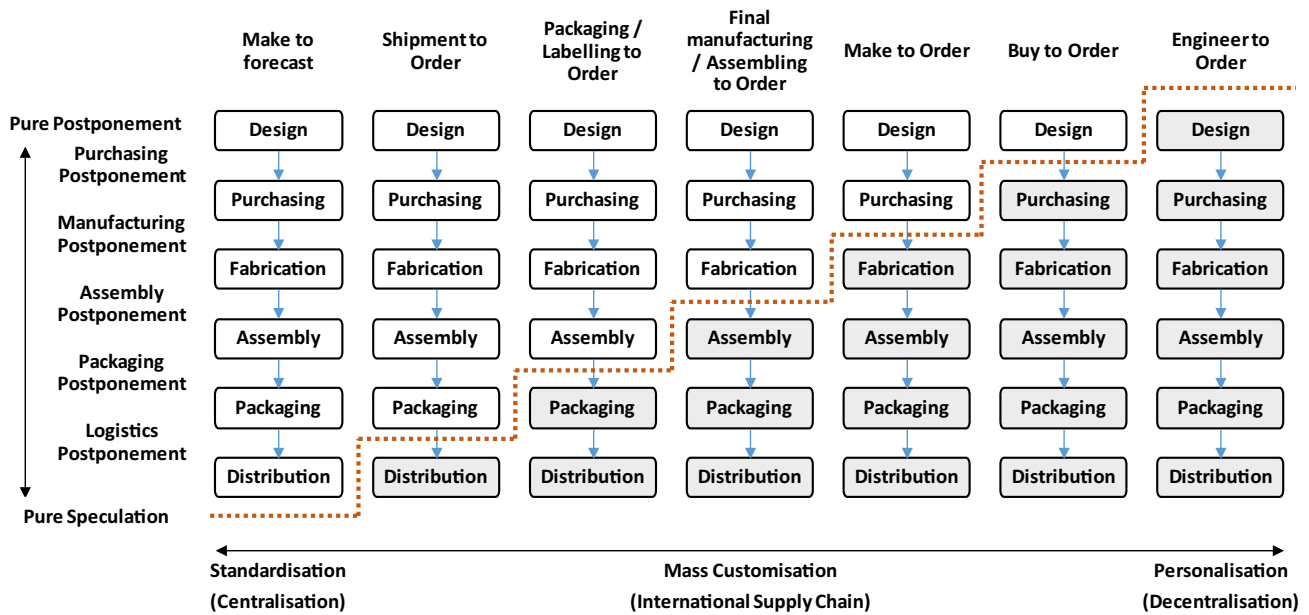 Make to
forecast
Shipment to
Order
Packaging /
Labelling to
Order
Final
manufacturing
/ Assembling
to Order
Make to Order
Buy to Order
Engineer to
Order
Pure Postponement
Design
Design
Design
Design
Design
Design
Design
Purchasing
Postponement
Purchasing
Purchasing
Purchasing
Purchasing
Purchasing
Purchasing
Purchasing
Manufacturing
Postponement
Fabrication
Fabrication
Fabrication
Fabrication
Fabrication
Fabrication
Fabrication
Assembly
Postponement
Assembly
Assembly
Assembly
Assembly
Assembly
Assembly
Assembly
Packaging
Postponement
Packaging
Packaging
Packaging
Packaging
Packaging
Packaging
Packaging
Logistics
Postponement
Distribution
Distribution
Distribution
Distribution
Distribution
Distribution
Distribution
Pure Speculation
Standardisation
(Centralisation)
Mass Customisation
(International Supply Chain)
Personalisation
(Decentralisation)